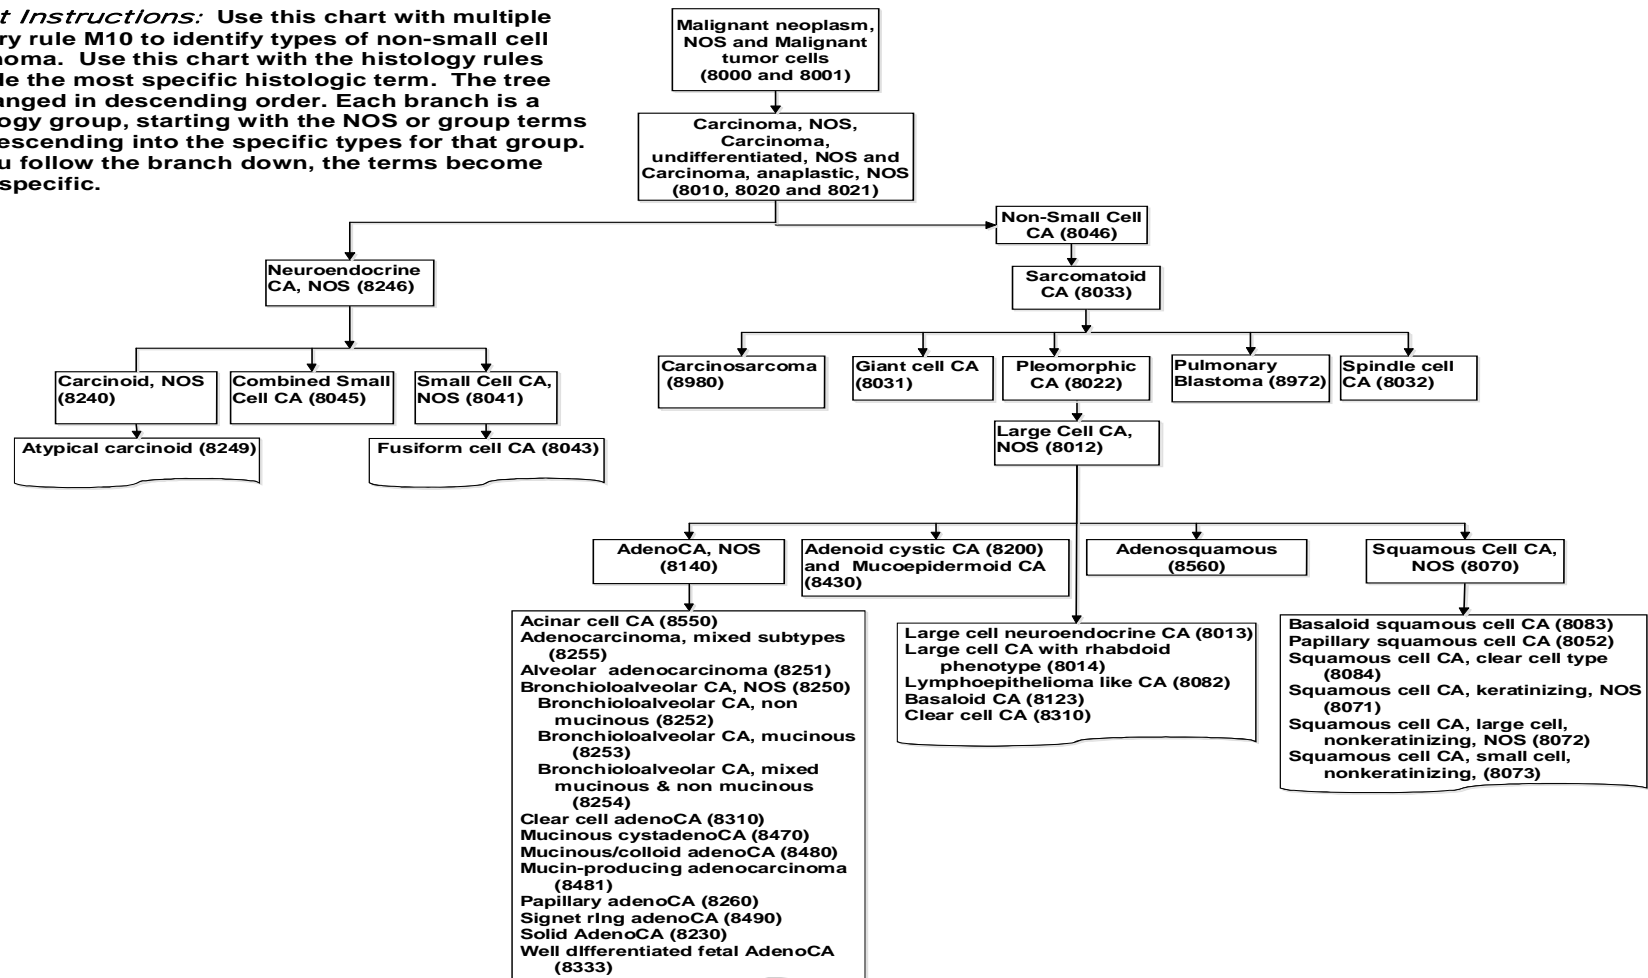 t Instructions: Use this chart with multiple
ry rule M10 to identify types of non-small cell
noma. Use this chart with the histology rules
le the most specific histologic term. The tree
anged in descending order. Each branch is a
ogy group, starting with the NOS or group terms
escending into the specific types for that group.
u follow the branch down, the terms become
specific.
Malignant neoplasm,
NOS and Malignant
tumor cells
(8000 and 8001)
Carcinoma, NOS,
Carcinoma,
undifferentiated, NOS and
Carcinoma, anaplastic, NOS
(8010, 8020 and 8021)
Non-Small Cell
CA (8046)
Neuroendocrine
CA, NOS (8246)
Sarcomatoid
CA (8033)
Carcinoid, NOS
(8240)
Combined Small
Cell CA (8045)
Small Cell CA,
NOS (8041)
Carcinosarcoma
(8980)
Giant cell CA
(8031)
Pleomorphic
CA (8022)
Pulmonary
Blastoma (8972)
Spindle cell
CA (8032)
Atypical carcinoid (8249)
Fusiform cell CA (8043)
Large Cell CA,
NOS (8012)
AdenoCA, NOS
(8140)
Adenoid cystic CA (8200)
and Mucoepidermoid CA
(8430)
Adenosquamous
(8560)
Squamous Cell CA,
NOS (8070)
Acinar cell CA (8550)
Adenocarcinoma, mixed subtypes
(8255)
Alveolar adenocarcinoma (8251)
Bronchioloalveolar CA, NOS (8250)
Bronchioloalveolar CA, non
mucinous (8252)
Bronchioloalveolar CA, mucinous
(8253)
Bronchioloalveolar CA, mixed
mucinous & non mucinous
(8254)
Clear cell adenoCA (8310)
Mucinous cystadenoCA (8470)
Mucinous/colloid adenoCA (8480)
Mucin-producing adenocarcinoma
(8481)
Papillary adenoCA (8260)
Signet rIng adenoCA (8490)
Solid AdenoCA (8230)
Well dIfferentiated fetal AdenoCA
(8333)
Large cell neuroendocrine CA (8013)
Large cell CA with rhabdoid
phenotype (8014)
Lymphoepithelioma like CA (8082)
Basaloid CA (8123)
Clear cell CA (8310)
Basaloid squamous cell CA (8083)
Papillary squamous cell CA (8052)
Squamous cell CA, clear cell type
(8084)
Squamous cell CA, keratinizing, NOS
(8071)
Squamous cell CA, large cell,
nonkeratinizing, NOS (8072)
Squamous cell CA, small cell,
nonkeratinizing, (8073)